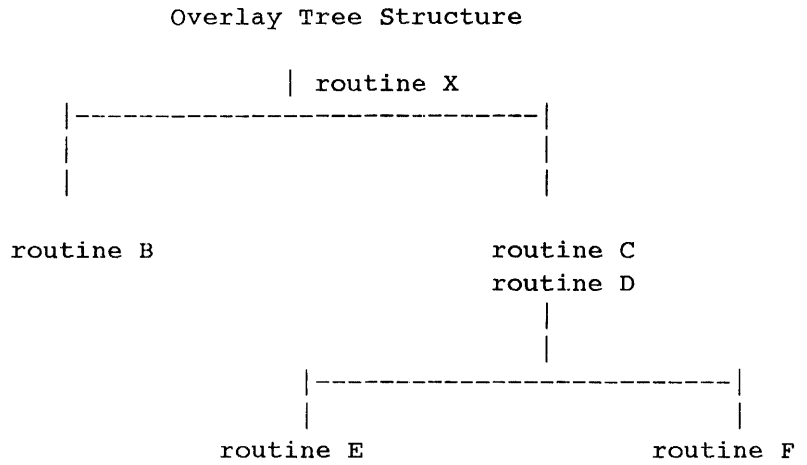 Overlay Tree Structure
routine X
routine B
routine C
routine D
routine E
routine F